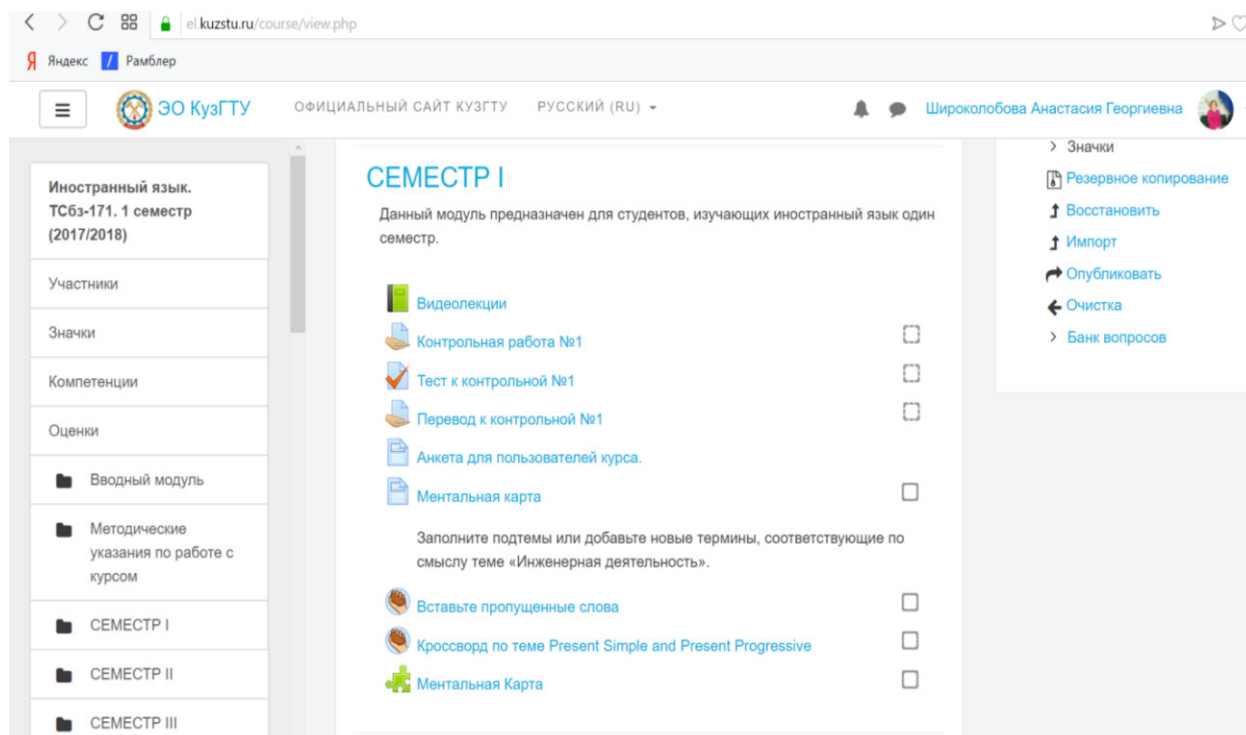 el.kuzstu.ru/course/view.php
Я Яндекс / Рамблер
ЭО КузГТУ ОФИЦИАЛЬНЫЙ САЙТ КУЗГТУ РУССКИЙ (RU) Широколобова Анастасия Георгиевна
Иностранный язык.
ТСбз-171. 1 семестр
(2017/2018)
Участники
Значки
Компетенции
Оценки
Вводный модуль
Методические
указания по работе с
курсом
СЕМЕСТР I
СЕМЕСТР II
СЕМЕСТР III
СЕМЕСТР I
Данный модуль предназначен для студентов, изучающих иностранный язык один
семестр.
Видеолекции
Контрольная работа №1
Тест к контрольной №1
Перевод к контрольной №1
Анкета для пользователей курса.
Ментальная карта
Заполните подтемы или добавьте новые термины, соответствующие по
смыслу теме «Инженерная деятельность».
Вставьте пропущенные слова
Кроссворд по теме Present Simple and Present Progressive
Ментальная Карта
Значки
Резервное копирование
Восстановить
Импорт
Опубликовать
Очистка
Банк вопросов